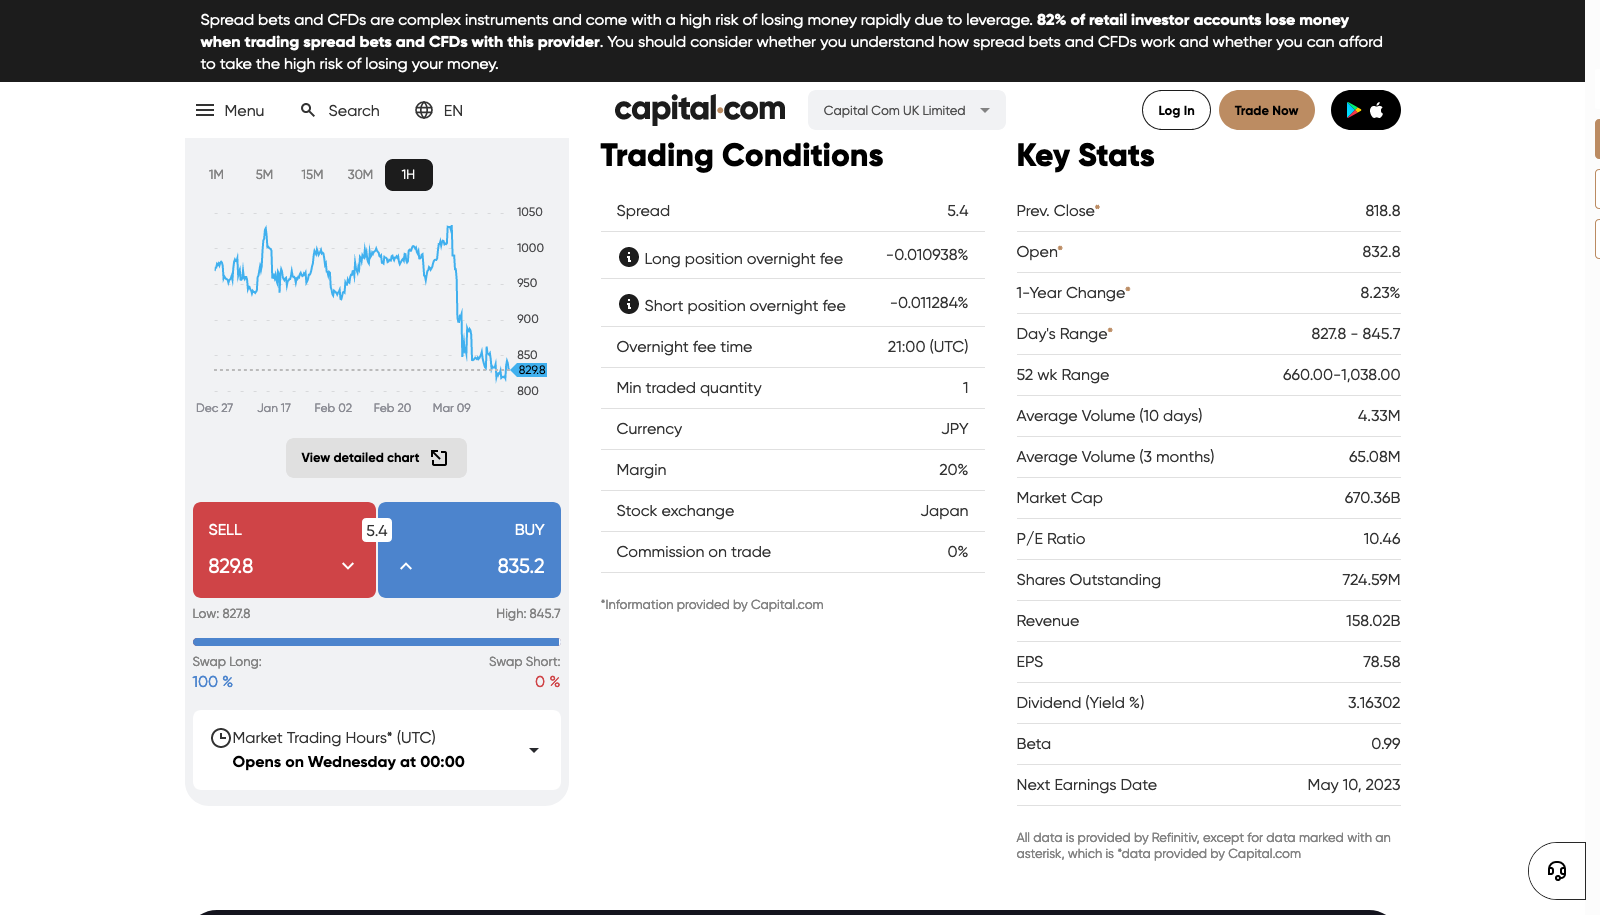 Spread bets and CFDs are complex instruments and come with a high risk of losing money rapidly due to leverage. 82% of retail investor accounts lose money
when trading spread bets and CFDs with this provider. You should consider whether you understand how spread bets and CFDs work and whether you can afford
to take the high risk of losing your money.
Menu Search EN capital.com Capital Com UK Limited Log In Trade Now
1M 5M 15M 30M 1H
1050
1000
950
900
850
829.8
800
Dec 27 Jan 17 Feb 02 Feb 20 Mar 09
View detailed chart
SELL 5.4 BUY
829.8 835.2
Low: 827.8 High: 845.7
Swap Long: Swap Short:
100 % 0 %
Market Trading Hours* (UTC)
Opens on Wednesday at 00:00
Trading Conditions
Spread 5.4
Long position overnight fee -0.010938%
Short position overnight fee -0.011284%
Overnight fee time 21:00 (UTC)
Min traded quantity 1
Currency JPY
Margin 20%
Stock exchange Japan
Commission on trade 0%
*Information provided by Capital.com
Key Stats
Prev. Close* 818.8
Open* 832.8
1-Year Change* 8.23%
Day's Range* 827.8 - 845.7
52 wk Range 660.00-1,038.00
Average Volume (10 days) 4.33M
Average Volume (3 months) 65.08M
Market Cap 670.36B
P/E Ratio 10.46
Shares Outstanding 724.59M
Revenue 158.02B
EPS 78.58
Dividend (Yield %) 3.16302
Beta 0.99
Next Earnings Date May 10, 2023
All data is provided by Refinitiv, except for data marked with an
asterisk, which is *data provided by Capital.com